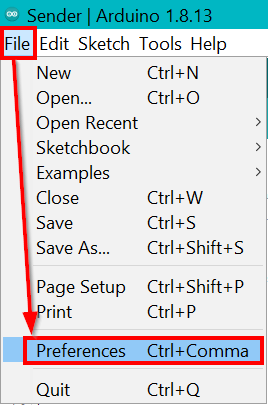 Sender | Arduino 1.8.13
File Edit Sketch Tools Help
New Ctrl+N
Open... Ctrl+O
Open Recent
Sketchbook
Examples
Close Ctrl+W
Save Ctrl+S
Save As... Ctrl+Shift+S
Page Setup Ctrl+Shift+P
Print Ctrl+P
Preferences Ctrl+Comma
Quit Ctrl+Q